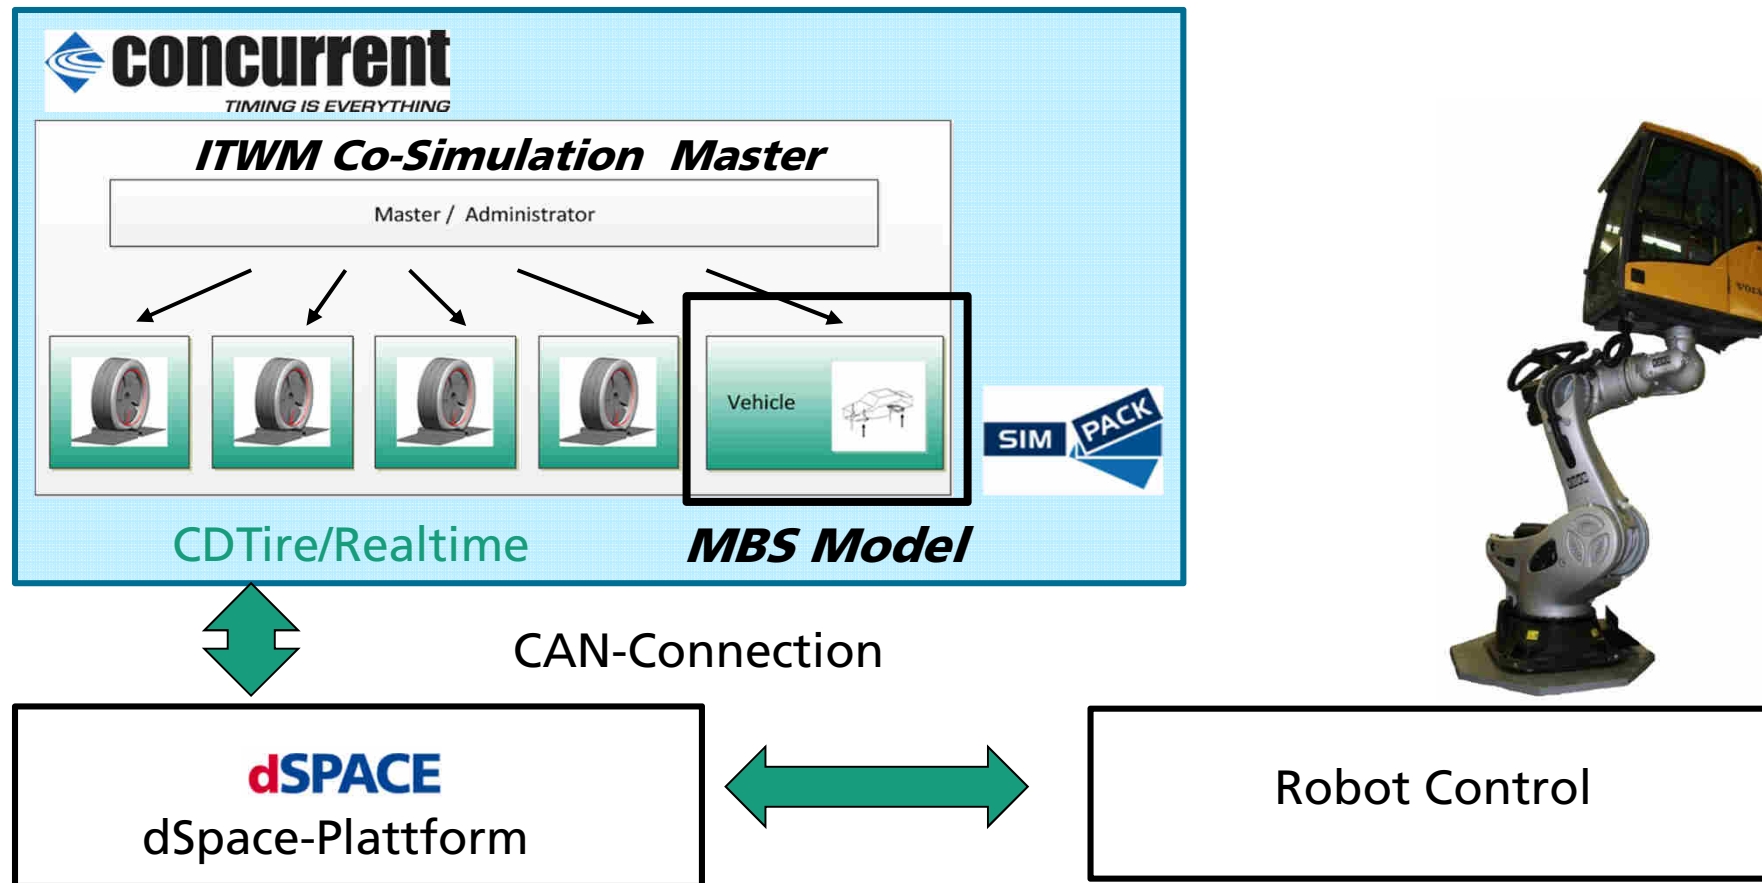 concurrent
TIMING IS EVERYTHING
ITWM Co-Simulation Master
Master / Administrator
Vehicle
SIM PACK
CDTire/Realtime
MBS Model
CAN-Connection
dSPACE
dSpace-Plattform
Robot Control